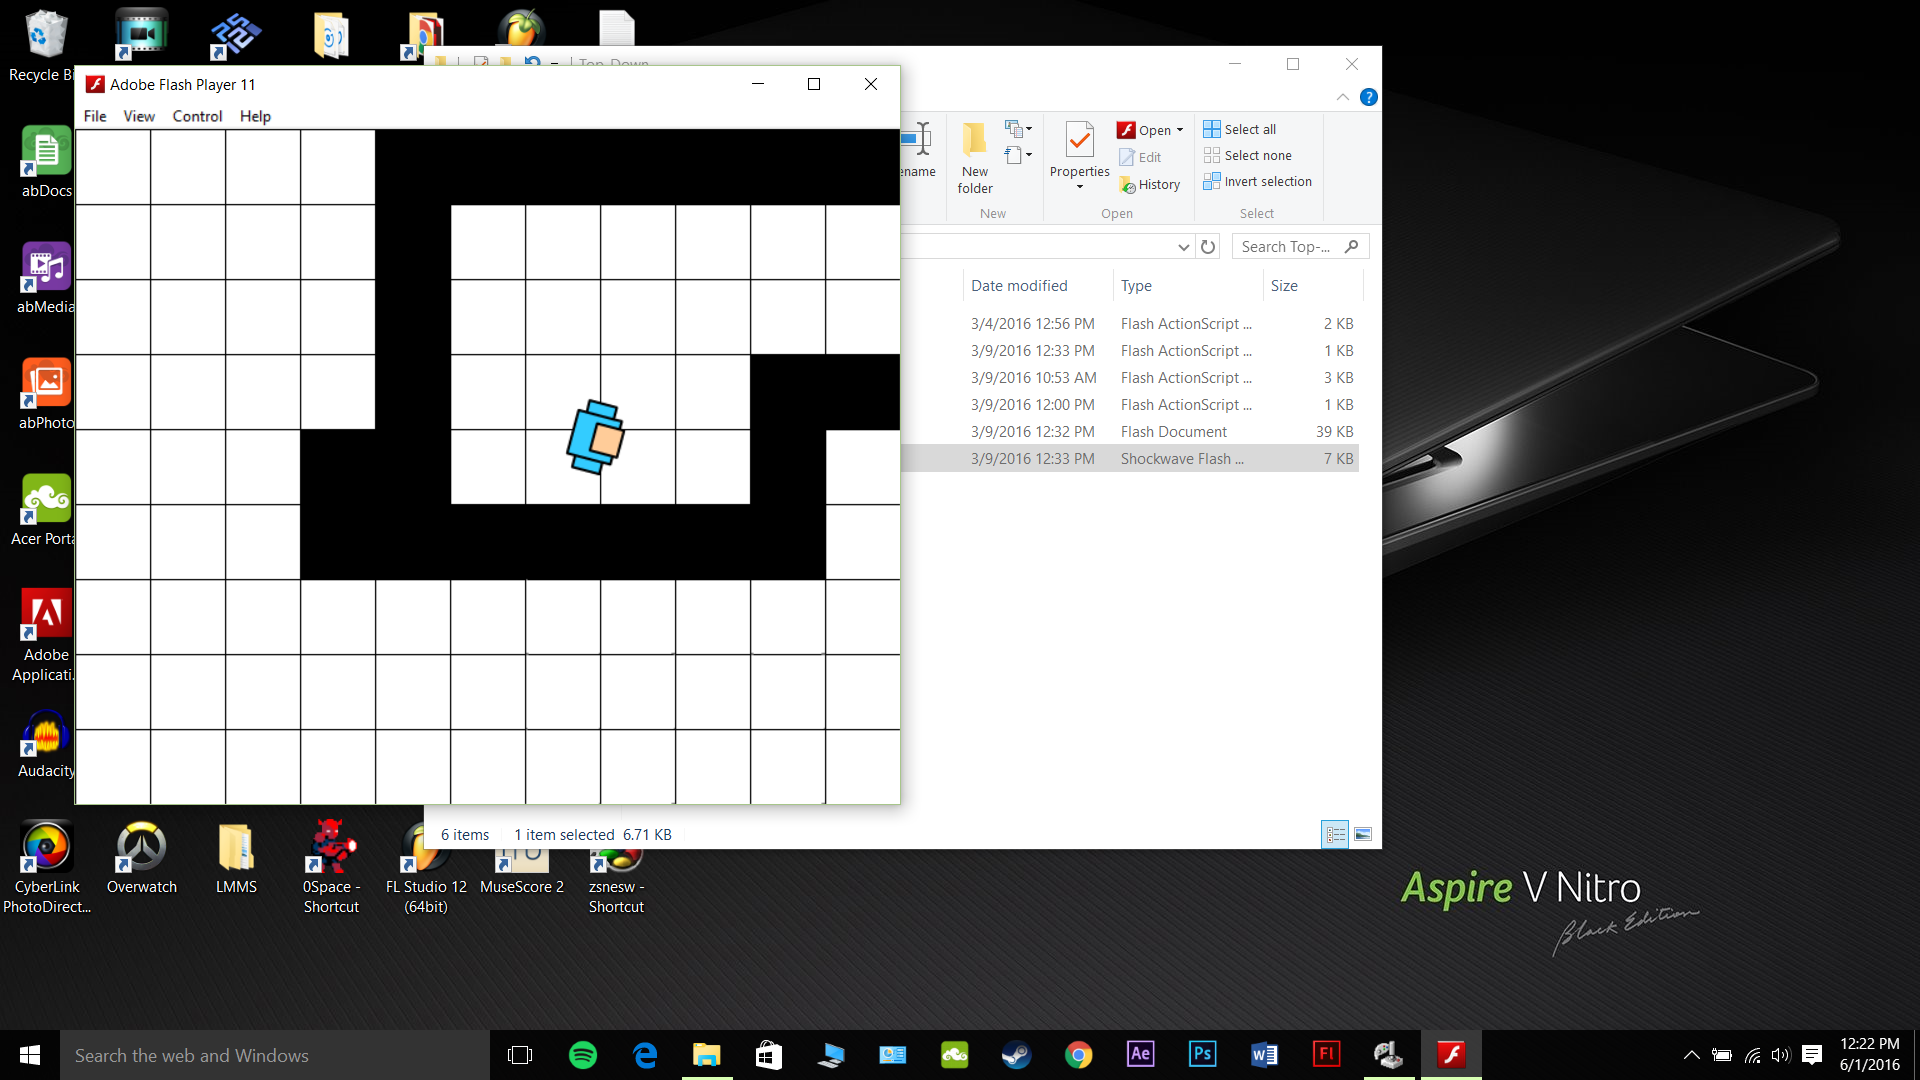 Recycle Bi
abDocs
abMedia
abPhoto
Acer Porta
Adobe
Applicati.
Audacity
CyberLink
PhotoDirect...
Overwatch
LMMS
0Space -
Shortcut
FL Studio 12
(64bit)
MuseScore 2
zsnesw -
Shortcut
Adobe Flash Player 11
File View Control Help
Top-Down
ename
New
folder
New
Properties
Open
Edit
History
Open
Select all
Select none
Invert selection
Select
Search Top-...
Date modified Type Size
3/4/2016 12:56 PM Flash ActionScript ... 2 KB
3/9/2016 12:33 PM Flash ActionScript ... 1 KB
3/9/2016 10:53 AM Flash ActionScript ... 3 KB
3/9/2016 12:00 PM Flash ActionScript ... 1 KB
3/9/2016 12:32 PM Flash Document 39 KB
3/9/2016 12:33 PM Shockwave Flash ... 7 KB
6 items 1 item selected 6.71 KB
Aspire V Nitro
Black Edition
Search the web and Windows
Ae
Ps
Fl
12:22 PM
6/1/2016